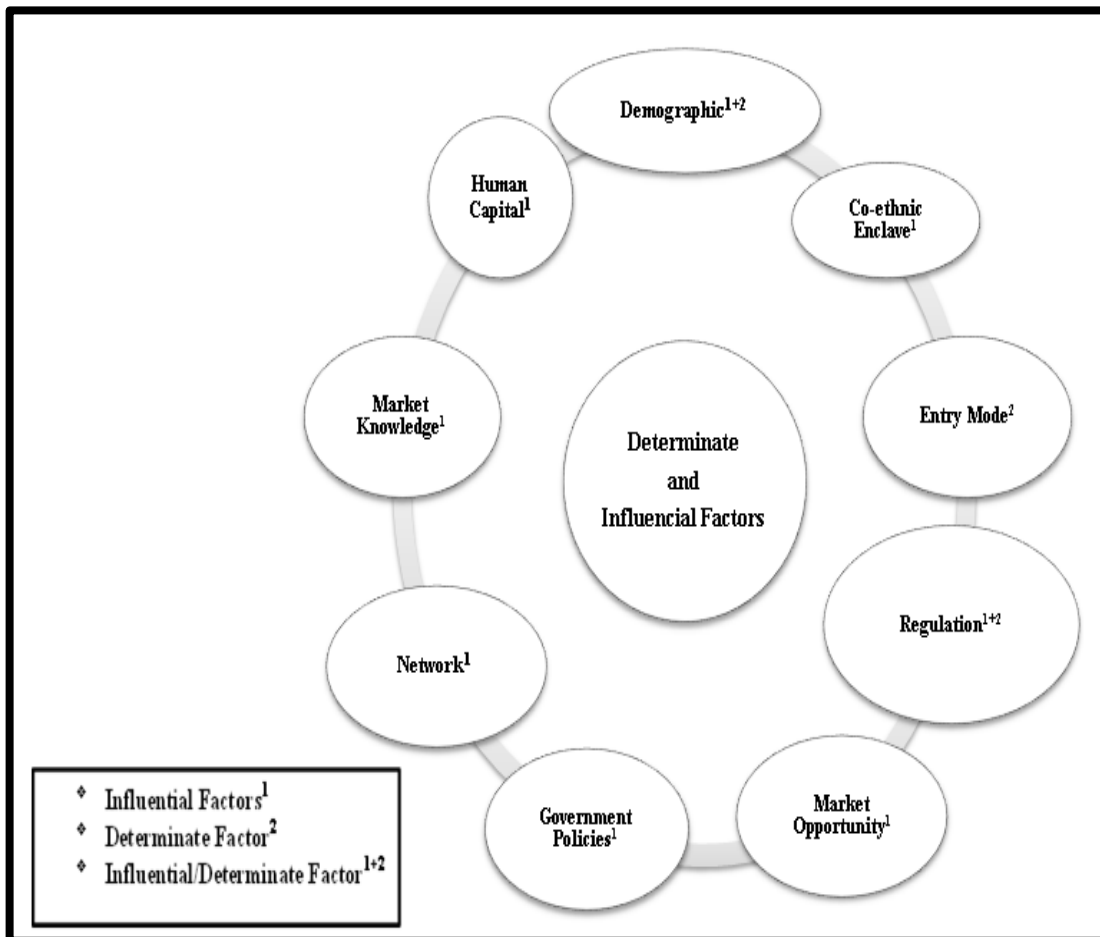 Demographic¹⁺²
Human
Capital¹
Co-ethnic
Enclave¹
Market
Knowledge¹
Entry Mode²
Determinate
and
Influencial Factors
Regulation¹⁺²
Network¹
Government
Policies¹
Market
Opportunity¹
❖ Influential Factors¹
❖ Determinate Factor²
❖ Influential/Determinate Factor¹⁺²